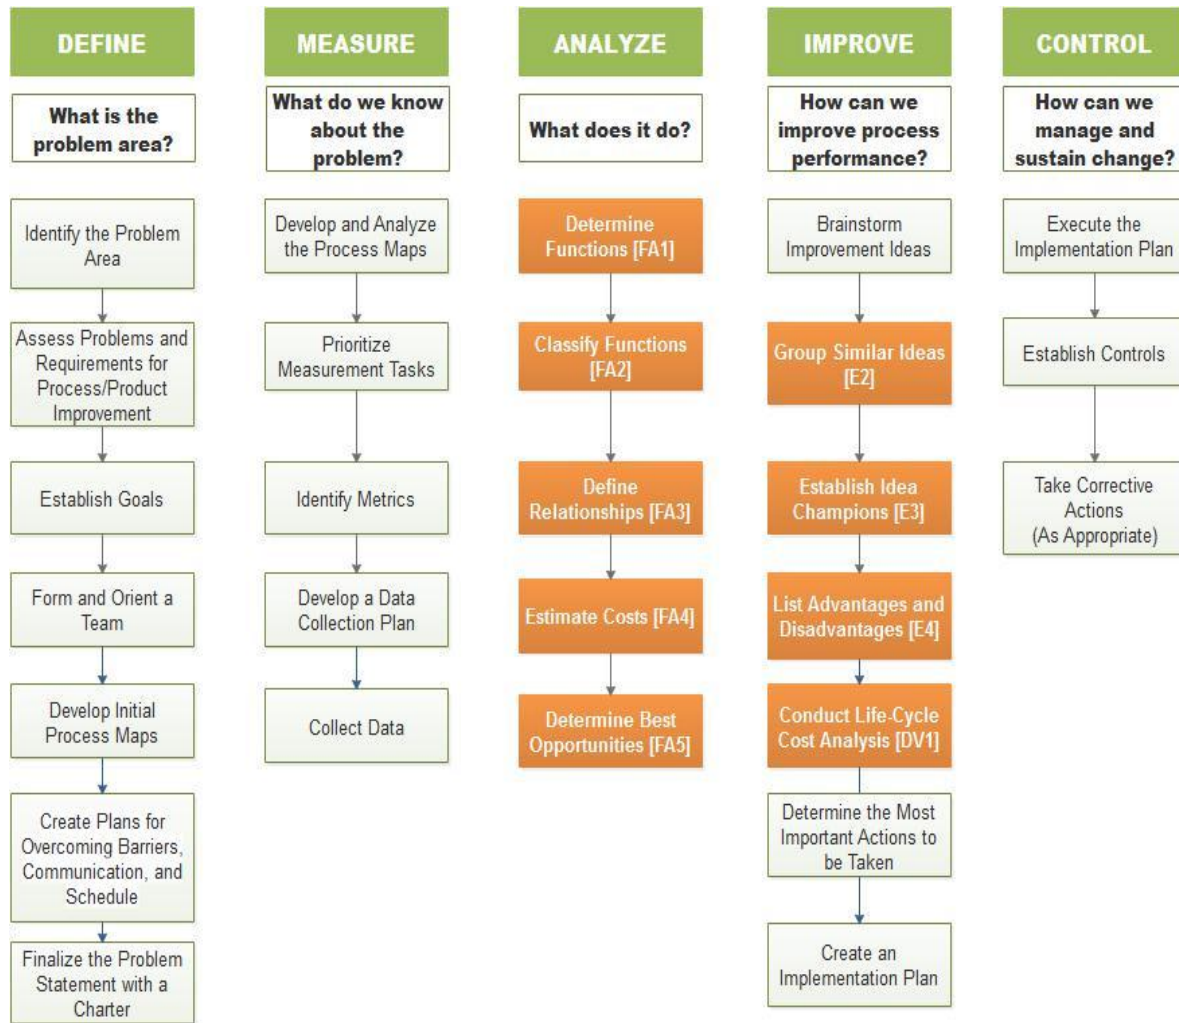 DEFINE
What is the
problem area?
Identify the Problem
Area
Assess Problems and
Requirements for
Process/Product
Improvement
Establish Goals
Form and Orient a
Team
Develop Initial
Process Maps
Create Plans for
Overcoming Barriers,
Communication, and
Schedule
Finalize the Problem
Statement with a
Charter
MEASURE
What do we know
about the
problem?
Develop and Analyze
the Process Maps
Prioritize
Measurement Tasks
Identify Metrics
Develop a Data
Collection Plan
Collect Data
ANALYZE
What does it do?
Determine
Functions [FA1]
Classify Functions
[FA2]
Define
Relationships [FA3]
Estimate Costs [FA4]
Determine Best
Opportunities [FA5]
IMPROVE
How can we
improve process
performance?
Brainstorm
Improvement Ideas
Group Similar Ideas
[E2]
Establish Idea
Champions [E3]
List Advantages and
Disadvantages [E4]
Conduct Life-Cycle
Cost Analysis [DV1]
Determine the Most
Important Actions to
be Taken
Create an
Implementation Plan
CONTROL
How can we
manage and
sustain change?
Execute the
Implementation Plan
Establish Controls
Take Corrective
Actions
(As Appropriate)